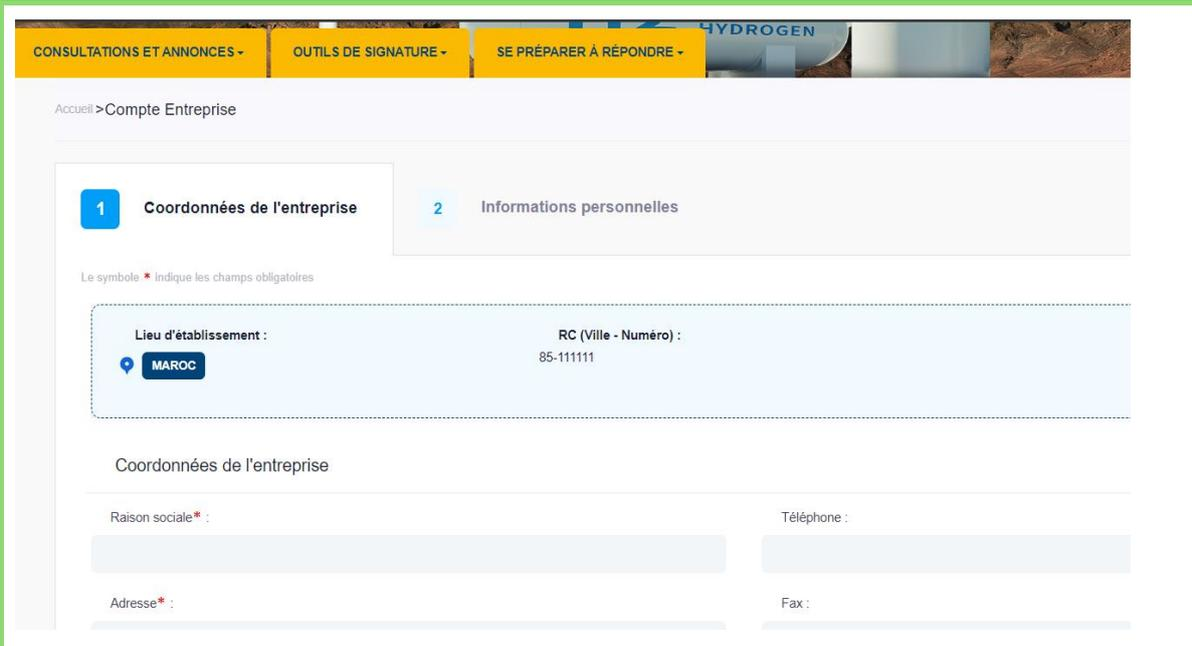 HYDROGEN
CONSULTATIONS ET ANNONCES
OUTILS DE SIGNATURE
SE PRÉPARER À RÉPONDRE
Accueil >Compte Entreprise
1 Coordonnées de l'entreprise
2 Informations personnelles
Le symbole * indique les champs obligatoires
Lieu d'établissement :
RC (Ville - Numéro) :
MAROC
85-111111
Coordonnées de l'entreprise
Raison sociale* :
Téléphone :
Adresse* :
Fax :